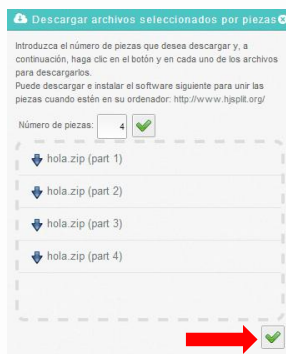 Descargar archivos seleccionados por piezas
Introduzca el número de piezas que desea descargar y, a
continuación, haga clic en el botón y en cada uno de los archivos
para descargarlos.
Puede descargar e instalar el software siguiente para unir las
piezas cuando estén en su ordenador: http://www.hjsplit.org/
Número de piezas: 4
hola.zip (part 1)
hola.zip (part 2)
hola.zip (part 3)
hola.zip (part 4)